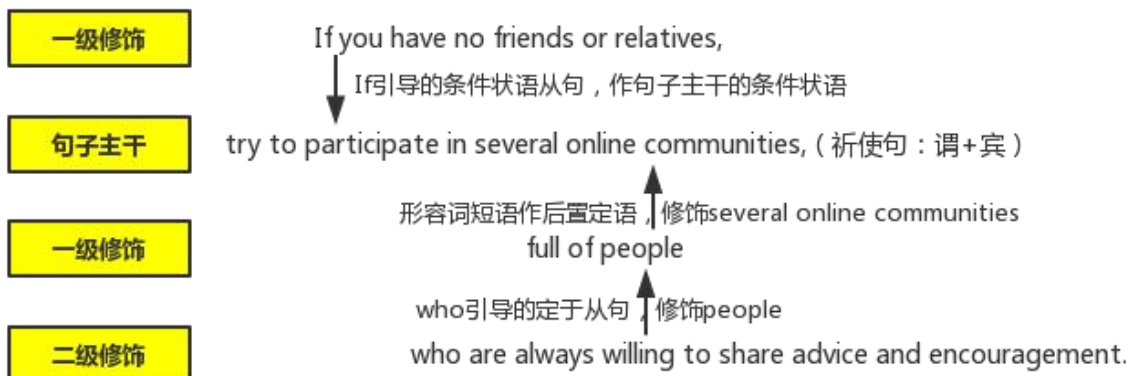 一级修饰 If you have no friends or relatives,
If引导的条件状语从句，作句子主干的条件状语
句子主干 try to participate in several online communities,（祈使句：谓+宾）
形容词短语作后置定语，修饰several online communities
一级修饰 full of people
who引导的定于从句，修饰people
二级修饰 who are always willing to share advice and encouragement.